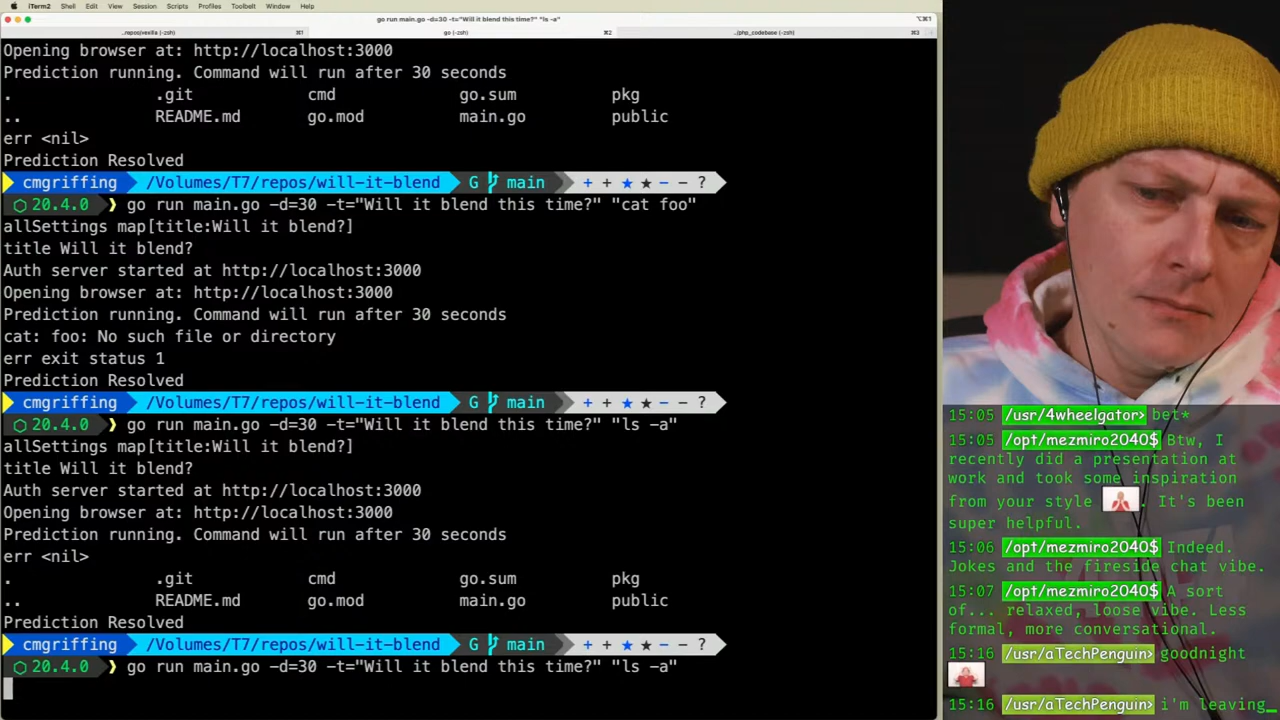 iTerm2 Shell Edit View Session Scripts Profiles Toolbelt Window Help
go run main.go -d=30 -t="Will it blend this time?" "ls -a"
⌥⌘1
..repos/vexilla (-zsh) ⌘1 go (-zsh) ⌘2 ../php_codebase (-zsh) ⌘3
Opening browser at: http://localhost:3000
Prediction running. Command will run after 30 seconds
. .git cmd go.sum pkg
.. README.md go.mod main.go public
err <nil>
Prediction Resolved
cmgriffing /Volumes/T7/repos/will-it-blend G main + + ★ ★ − − ?
20.4.0 ❯ go run main.go -d=30 -t="Will it blend this time?" "cat foo"
allSettings map[title:Will it blend?]
title Will it blend?
Auth server started at http://localhost:3000
Opening browser at: http://localhost:3000
Prediction running. Command will run after 30 seconds
cat: foo: No such file or directory
err exit status 1
Prediction Resolved
cmgriffing /Volumes/T7/repos/will-it-blend G main + + ★ ★ − − ?
20.4.0 ❯ go run main.go -d=30 -t="Will it blend this time?" "ls -a"
allSettings map[title:Will it blend?]
title Will it blend?
Auth server started at http://localhost:3000
Opening browser at: http://localhost:3000
Prediction running. Command will run after 30 seconds
err <nil>
. .git cmd go.sum pkg
.. README.md go.mod main.go public
Prediction Resolved
cmgriffing /Volumes/T7/repos/will-it-blend G main + + ★ ★ − − ?
20.4.0 ❯ go run main.go -d=30 -t="Will it blend this time?" "ls -a"
15:05 /usr/4wheelgator> bet*
15:05 /opt/mezmiro2040$ Btw, I
recently did a presentation at
work and took some inspiration
from your style . It's been
super helpful.
15:06 /opt/mezmiro2040$ Indeed.
Jokes and the fireside chat vibe.
15:07 /opt/mezmiro2040$ A sort
of... relaxed, loose vibe. Less
formal, more conversational.
15:16 /usr/aTechPenguin> goodnight
15:16 /usr/aTechPenguin> i'm leaving_